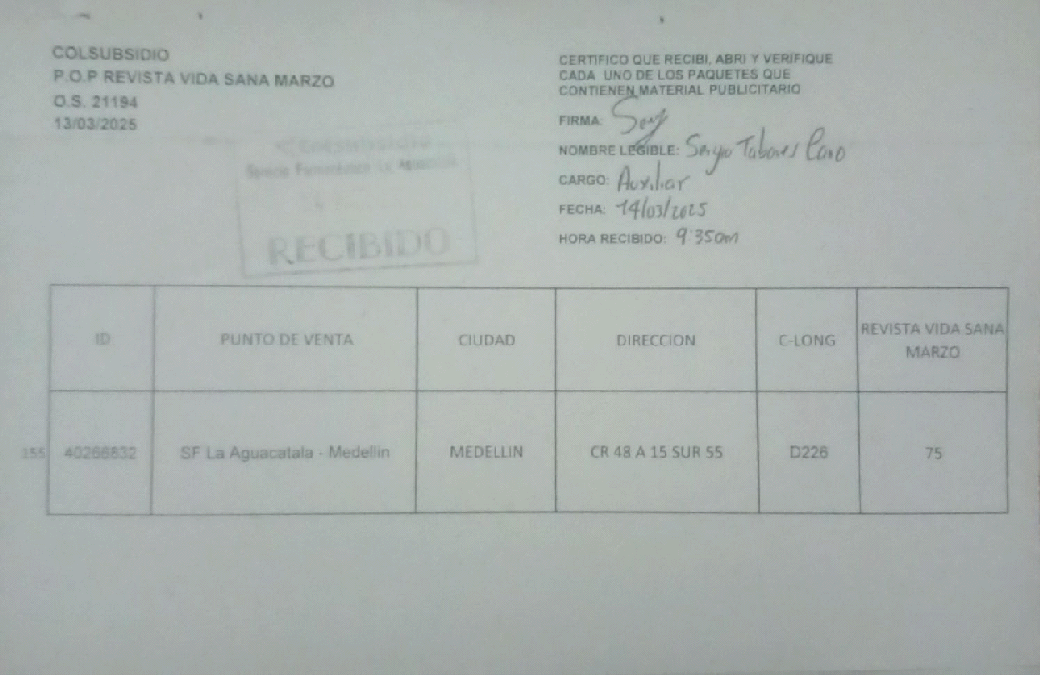 COLSUBSIDIO
P.O.P REVISTA VIDA SANA MARZO
O.S. 21194
13/03/2025
CERTIFICO QUE RECIBI, ABRI Y VERIFIQUE
CADA UNO DE LOS PAQUETES QUE
CONTIENEN MATERIAL PUBLICITARIO
FIRMA:
NOMBRE LEGIBLE: Sergio Tabares Cano
CARGO: Auxiliar
FECHA: 14/03/2025
HORA RECIBIDO: 9:35am
COLSUBSIDIO
RECIBIDO
ID PUNTO DE VENTA CIUDAD DIRECCION C-LONG REVISTA VIDA SANA
MARZO
355 40266832 SF La Aguacatala - Medellin MEDELLIN CR 48 A 15 SUR 55 D226 75